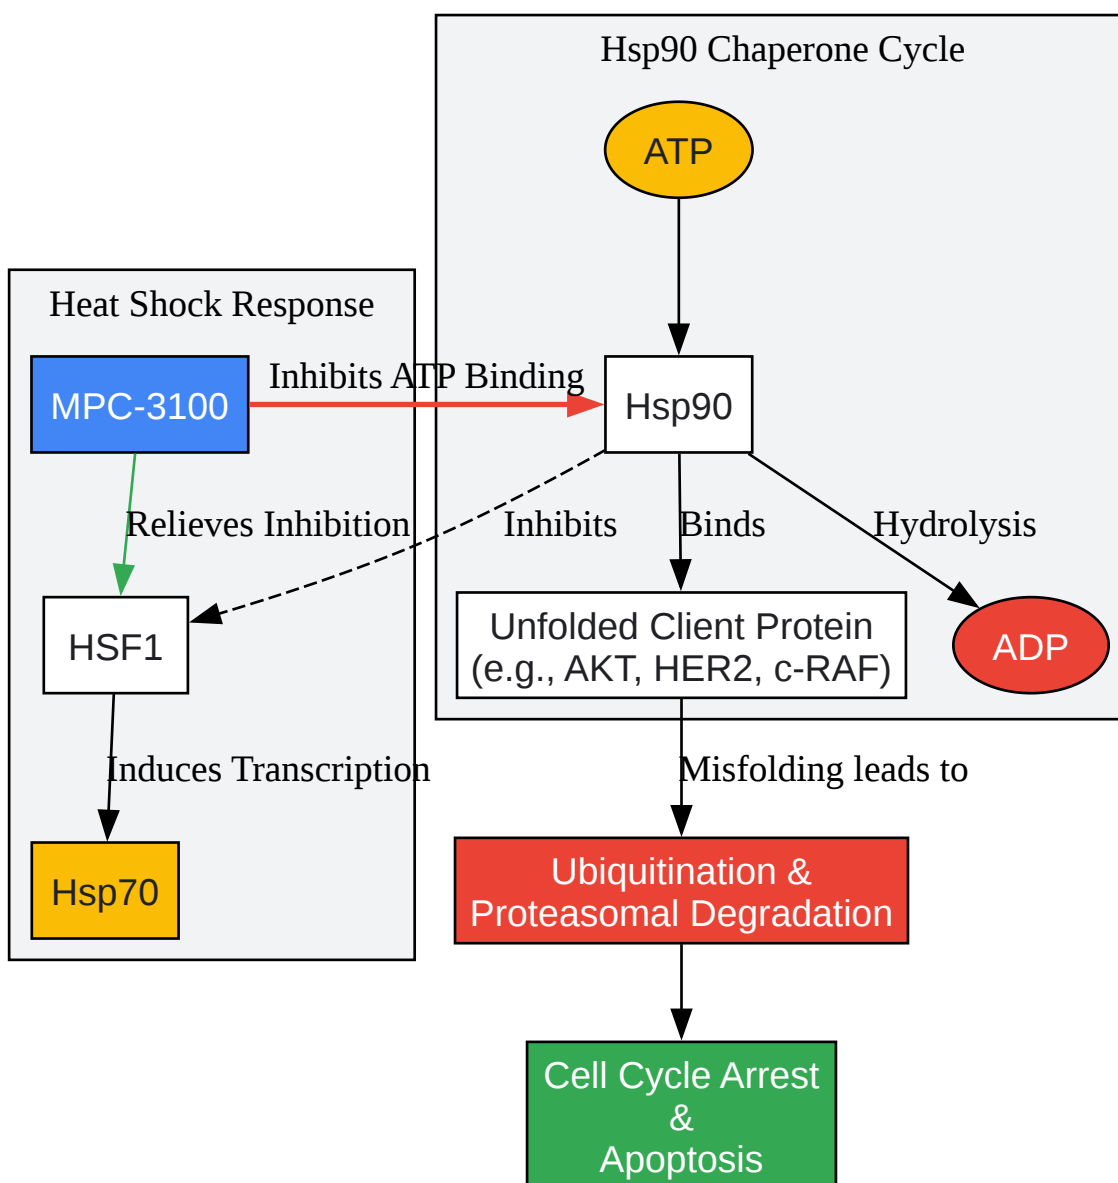 Hsp90 Chaperone Cycle
ATP
Heat Shock Response
MPC-3100
Inhibits ATP Binding
Hsp90
Relieves Inhibition
Inhibits
Binds
Hydrolysis
HSF1
Unfolded Client Protein
(e.g., AKT, HER2, c-RAF)
ADP
Induces Transcription
Misfolding leads to
Hsp70
Ubiquitination &
Proteasomal Degradation
Cell Cycle Arrest
&
Apoptosis